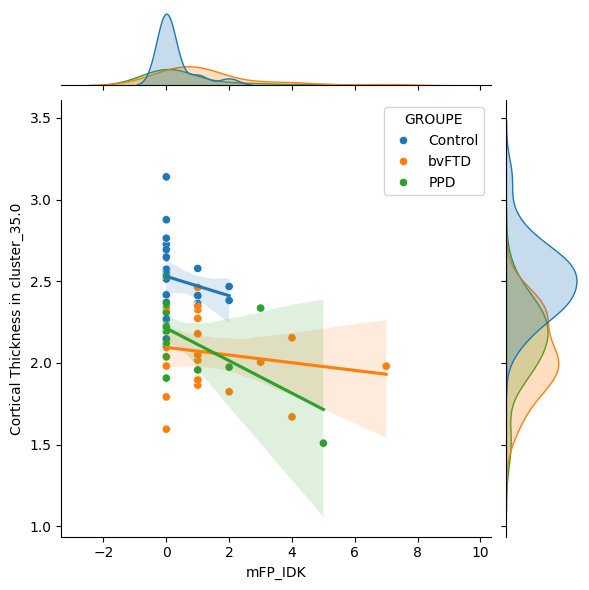 GROUPE
Control
bvFTD
PPD
3.5
3.0
2.5
2.0
1.5
1.0
Cortical Thickness in cluster_35.0
−2 0 2 4 6 8 10
mFP_IDK